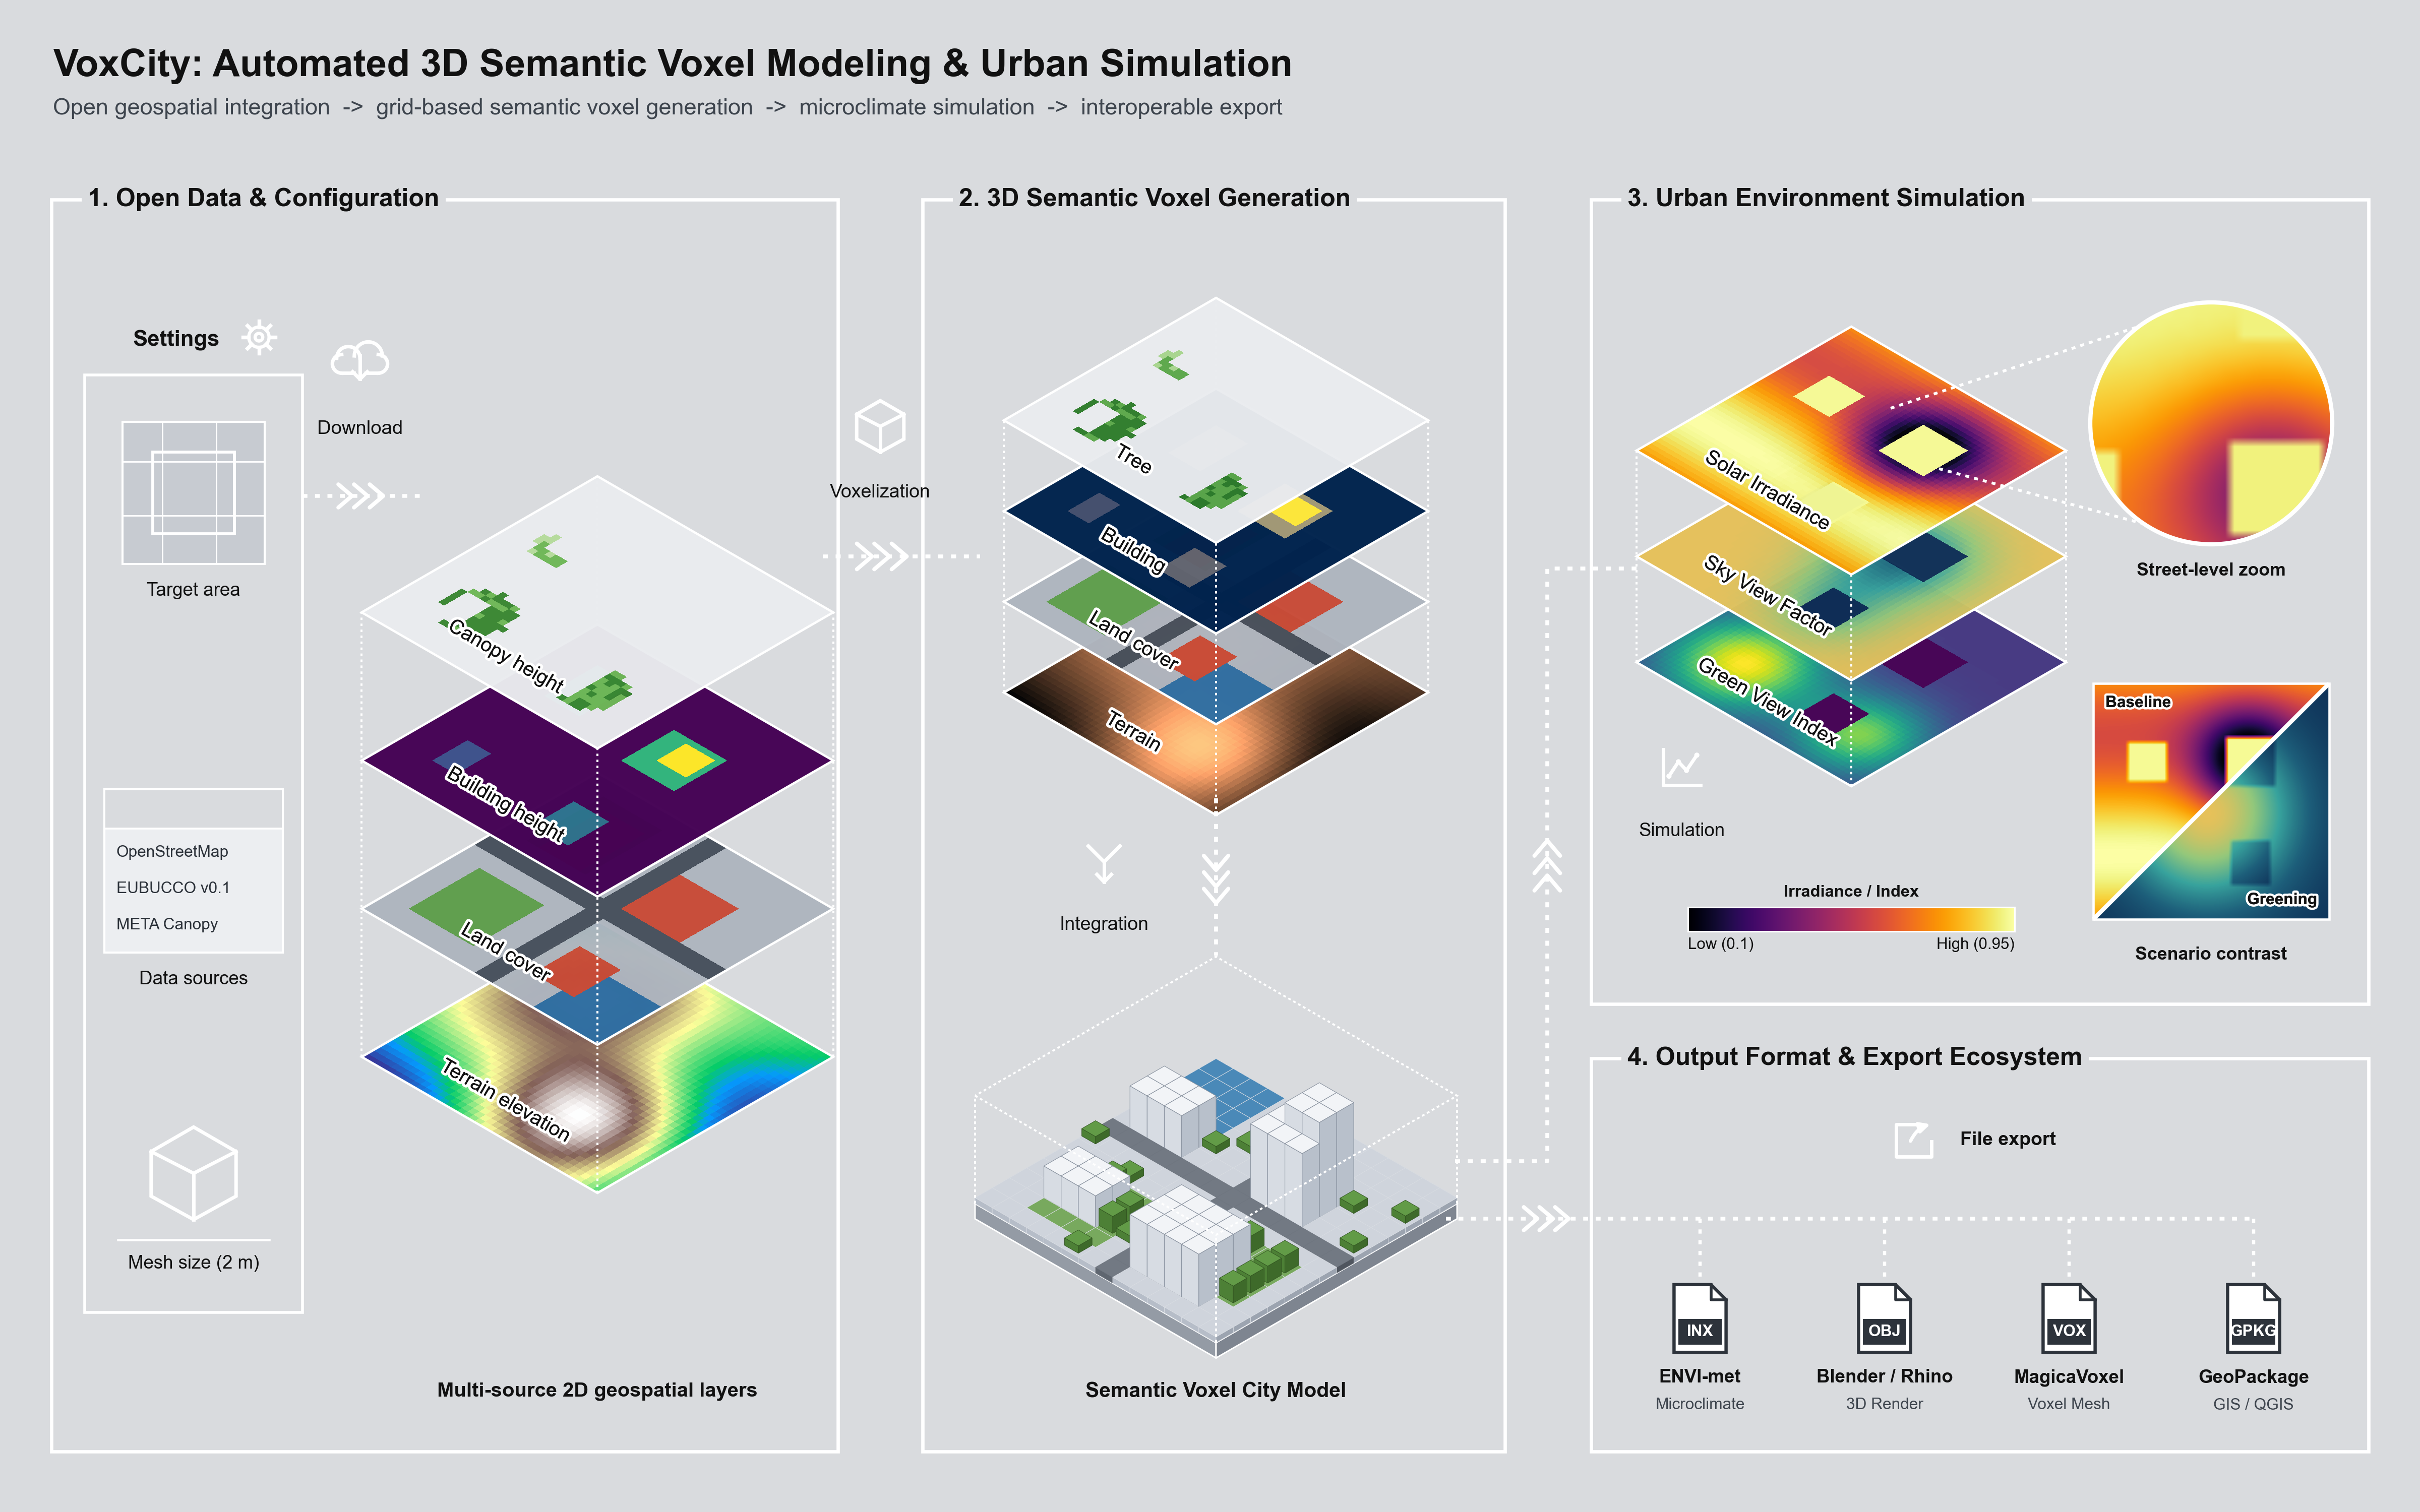 VoxCity: Automated 3D Semantic Voxel Modeling & Urban Simulation
Open geospatial integration -> grid-based semantic voxel generation -> microclimate simulation -> interoperable export
1. Open Data & Configuration
Settings
Download
Target area
OpenStreetMap
EUBUCCO v0.1
META Canopy
Data sources
Mesh size (2 m)
Canopy height
Building height
Land cover
Terrain elevation
Multi-source 2D geospatial layers
Voxelization
2. 3D Semantic Voxel Generation
Tree
Building
Land cover
Terrain
Integration
Semantic Voxel City Model
3. Urban Environment Simulation
Solar Irradiance
Sky View Factor
Green View Index
Simulation
Street-level zoom
Irradiance / Index
Low (0.1)
High (0.95)
Baseline
Greening
Scenario contrast
4. Output Format & Export Ecosystem
File export
INX
ENVI-met
Microclimate
OBJ
Blender / Rhino
3D Render
VOX
MagicaVoxel
Voxel Mesh
GPKG
GeoPackage
GIS / QGIS